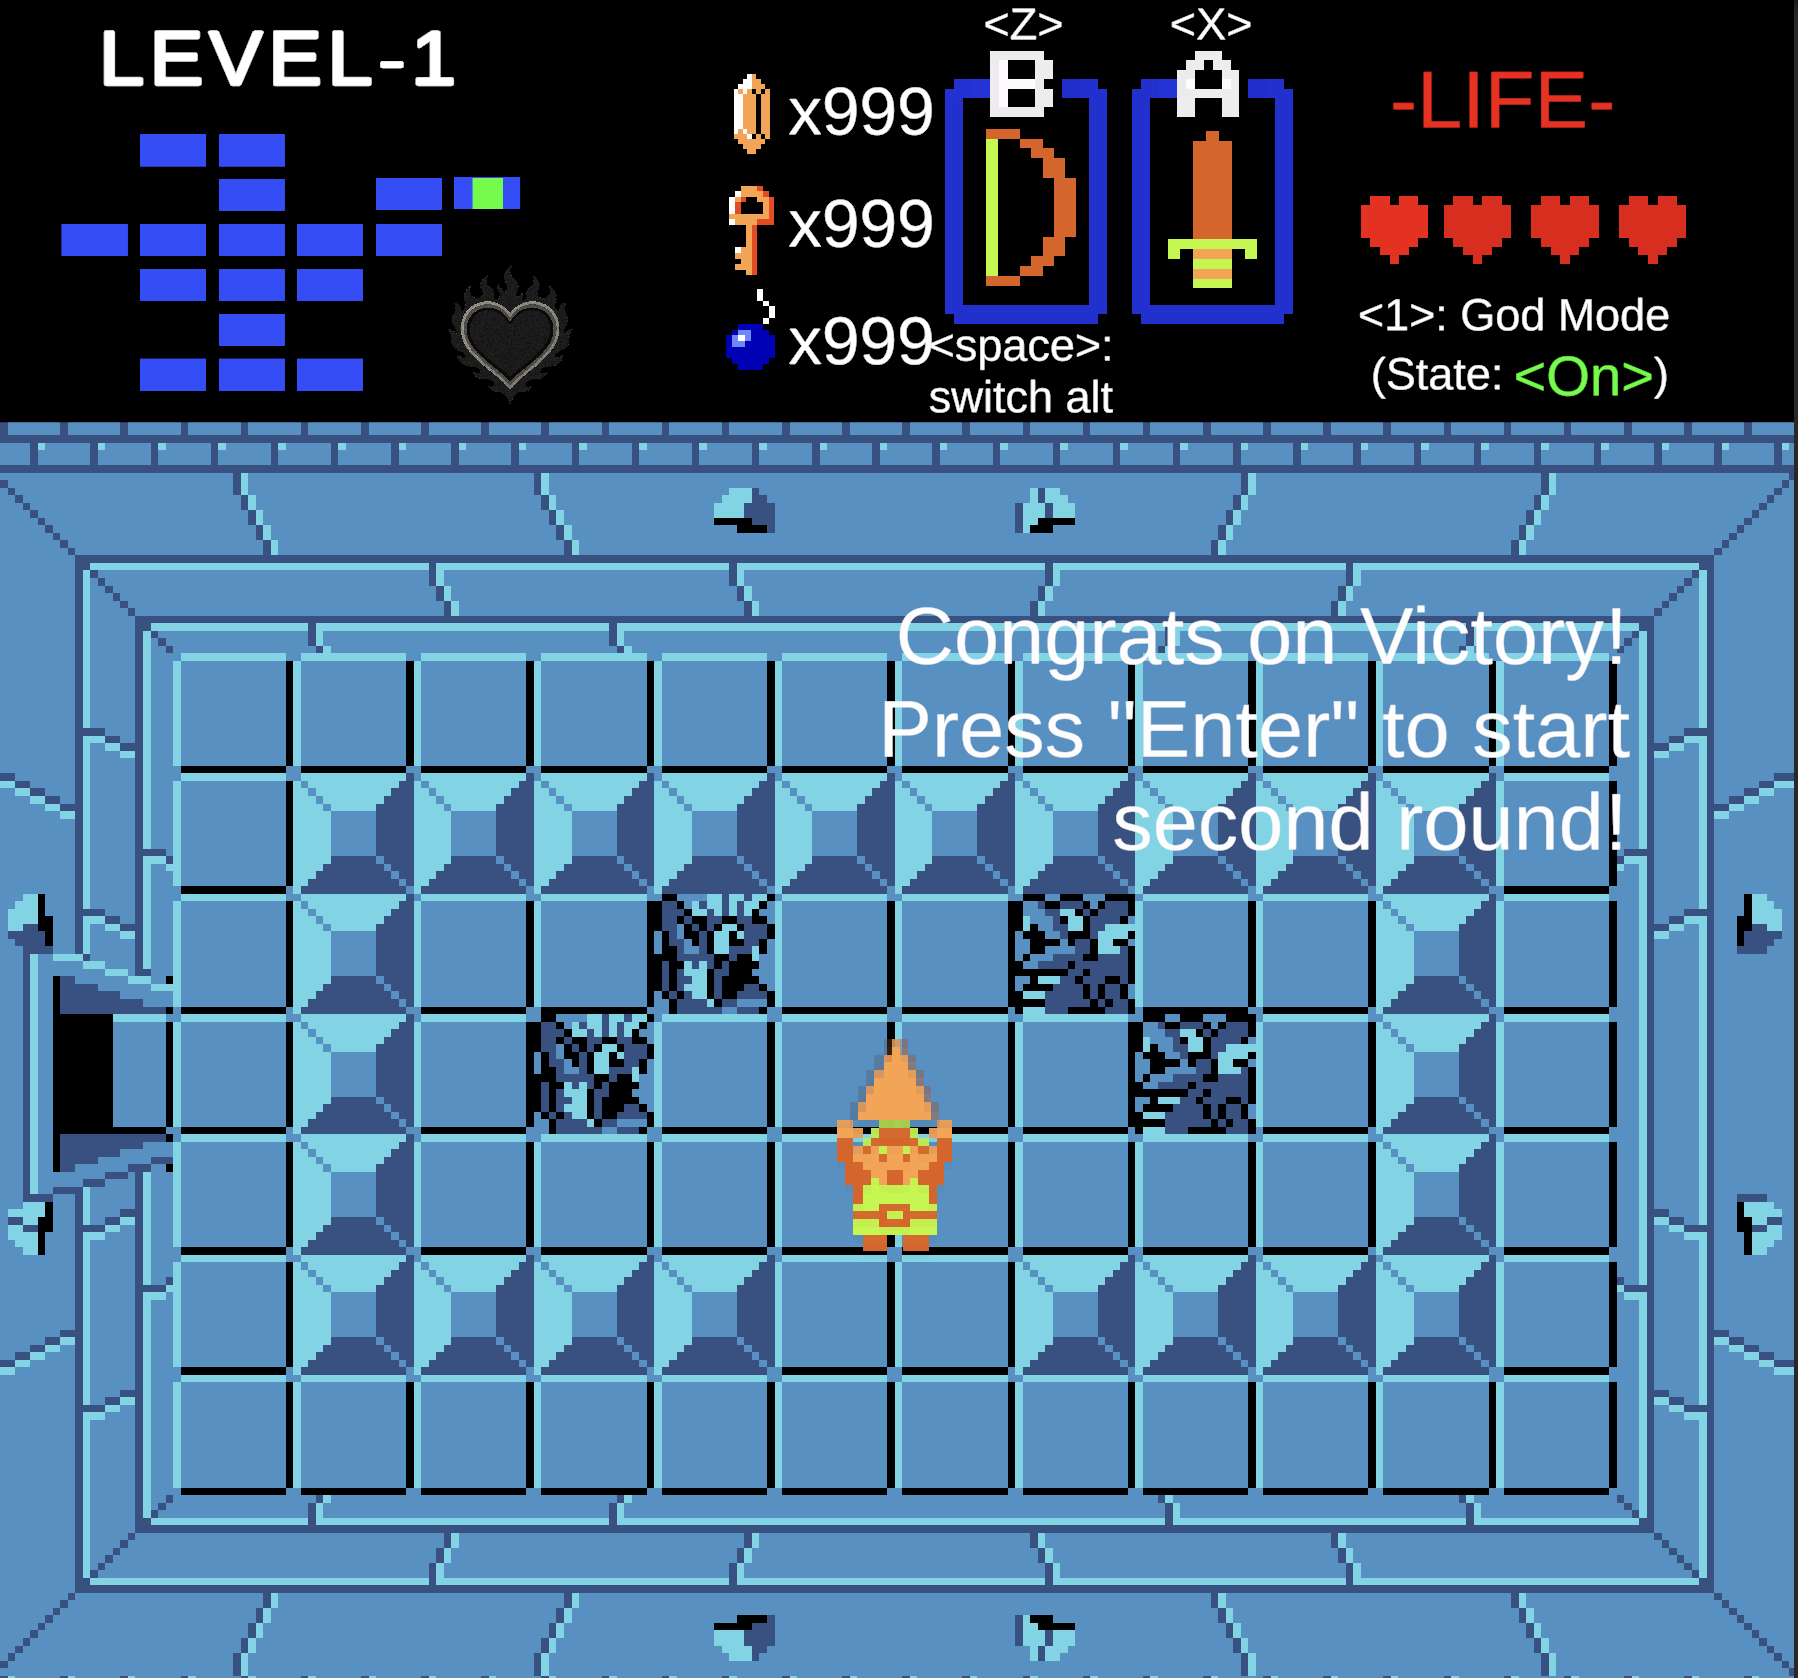 LEVEL-1
x999
x999
x999
<Z>
B
<space>:
switch alt
<X>
A
-LIFE-
<1>: God Mode
(State: <On>)
Congrats on Victory!
Press "Enter" to start
second round!